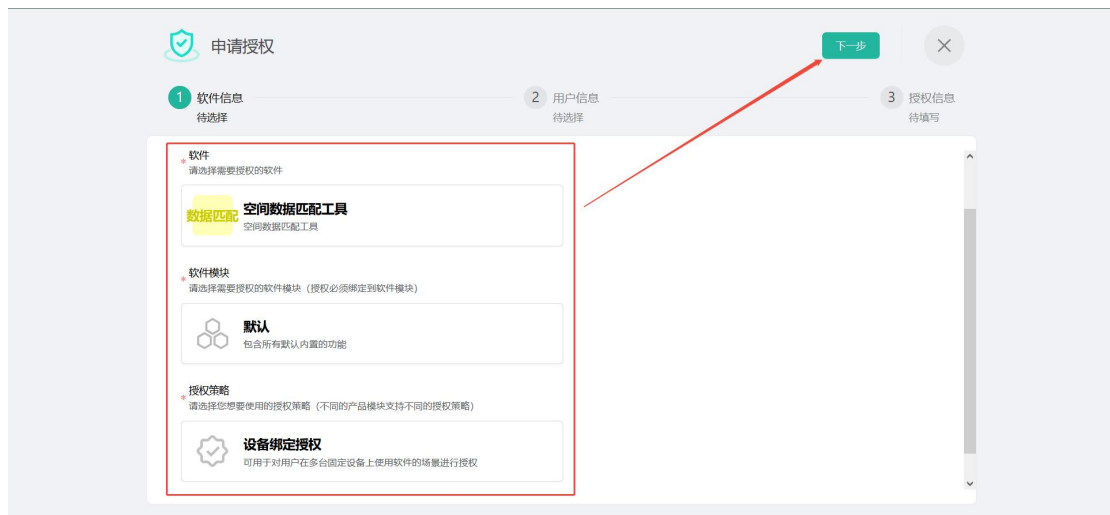 申请授权
下一步
1 软件信息
待选择
2 用户信息
待选择
3 授权信息
待填写
* 软件
请选择需要授权的软件
数据匹配
空间数据匹配工具
空间数据匹配工具
* 软件模块
请选择需要授权的软件模块（授权必须绑定到软件模块）
默认
包含所有默认内置的功能
* 授权策略
请选择您想要使用的授权策略（不同的产品模块支持不同的授权策略）
设备绑定授权
可用于对用户在多台固定设备上使用软件的场景进行授权